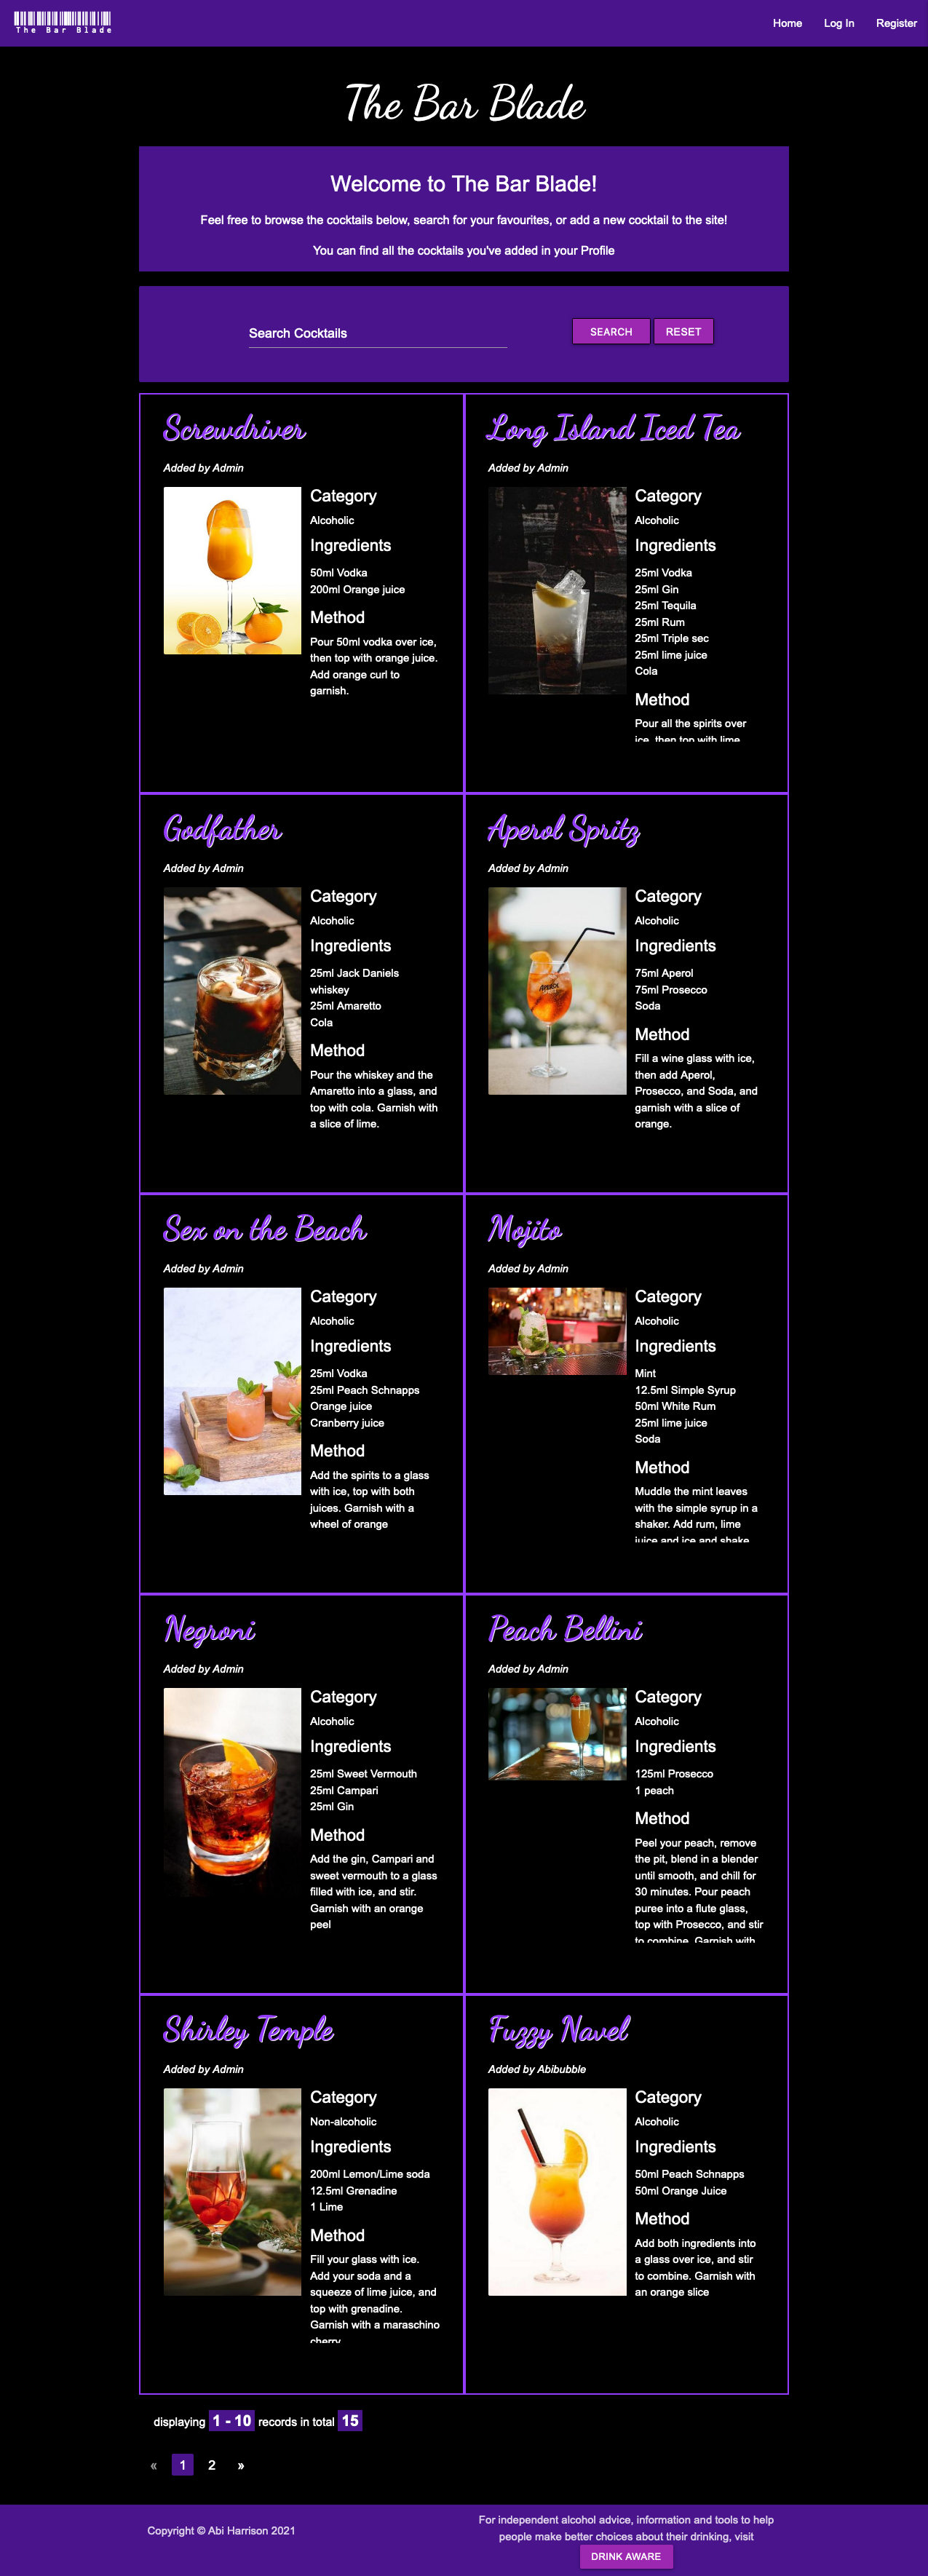 The Bar Blade
Home Log In Register
The Bar Blade
Welcome to The Bar Blade!
Feel free to browse the cocktails below, search for your favourites, or add a new cocktail to the site!
You can find all the cocktails you've added in your Profile
Search Cocktails
SEARCH RESET
Screwdriver
Added by Admin
Category
Alcoholic
Ingredients
50ml Vodka
200ml Orange juice
Method
Pour 50ml vodka over ice,
then top with orange juice.
Add orange curl to
garnish.
Long Island Iced Tea
Added by Admin
Category
Alcoholic
Ingredients
25ml Vodka
25ml Gin
25ml Tequila
25ml Rum
25ml Triple sec
25ml lime juice
Cola
Method
Pour all the spirits over
ice, then top with lime
Godfather
Added by Admin
Category
Alcoholic
Ingredients
25ml Jack Daniels
whiskey
25ml Amaretto
Cola
Method
Pour the whiskey and the
Amaretto into a glass, and
top with cola. Garnish with
a slice of lime.
Aperol Spritz
Added by Admin
Category
Alcoholic
Ingredients
75ml Aperol
75ml Prosecco
Soda
Method
Fill a wine glass with ice,
then add Aperol,
Prosecco, and Soda, and
garnish with a slice of
orange.
Sex on the Beach
Added by Admin
Category
Alcoholic
Ingredients
25ml Vodka
25ml Peach Schnapps
Orange juice
Cranberry juice
Method
Add the spirits to a glass
with ice, top with both
juices. Garnish with a
wheel of orange
Mojito
Added by Admin
Category
Alcoholic
Ingredients
Mint
12.5ml Simple Syrup
50ml White Rum
25ml lime juice
Soda
Method
Muddle the mint leaves
with the simple syrup in a
shaker. Add rum, lime
juice and ice and shake
Negroni
Added by Admin
Category
Alcoholic
Ingredients
25ml Sweet Vermouth
25ml Campari
25ml Gin
Method
Add the gin, Campari and
sweet vermouth to a glass
filled with ice, and stir.
Garnish with an orange
peel
Peach Bellini
Added by Admin
Category
Alcoholic
Ingredients
125ml Prosecco
1 peach
Method
Peel your peach, remove
the pit, blend in a blender
until smooth, and chill for
30 minutes. Pour peach
puree into a flute glass,
top with Prosecco, and stir
to combine. Garnish with
Shirley Temple
Added by Admin
Category
Non-alcoholic
Ingredients
200ml Lemon/Lime soda
12.5ml Grenadine
1 Lime
Method
Fill your glass with ice.
Add your soda and a
squeeze of lime juice, and
top with grenadine.
Garnish with a maraschino
cherry
Fuzzy Navel
Added by Abibubble
Category
Alcoholic
Ingredients
50ml Peach Schnapps
50ml Orange Juice
Method
Add both ingredients into
a glass over ice, and stir
to combine. Garnish with
an orange slice
displaying 1 - 10 records in total 15
« 1 2 »
Copyright © Abi Harrison 2021
For independent alcohol advice, information and tools to help
people make better choices about their drinking, visit
DRINK AWARE